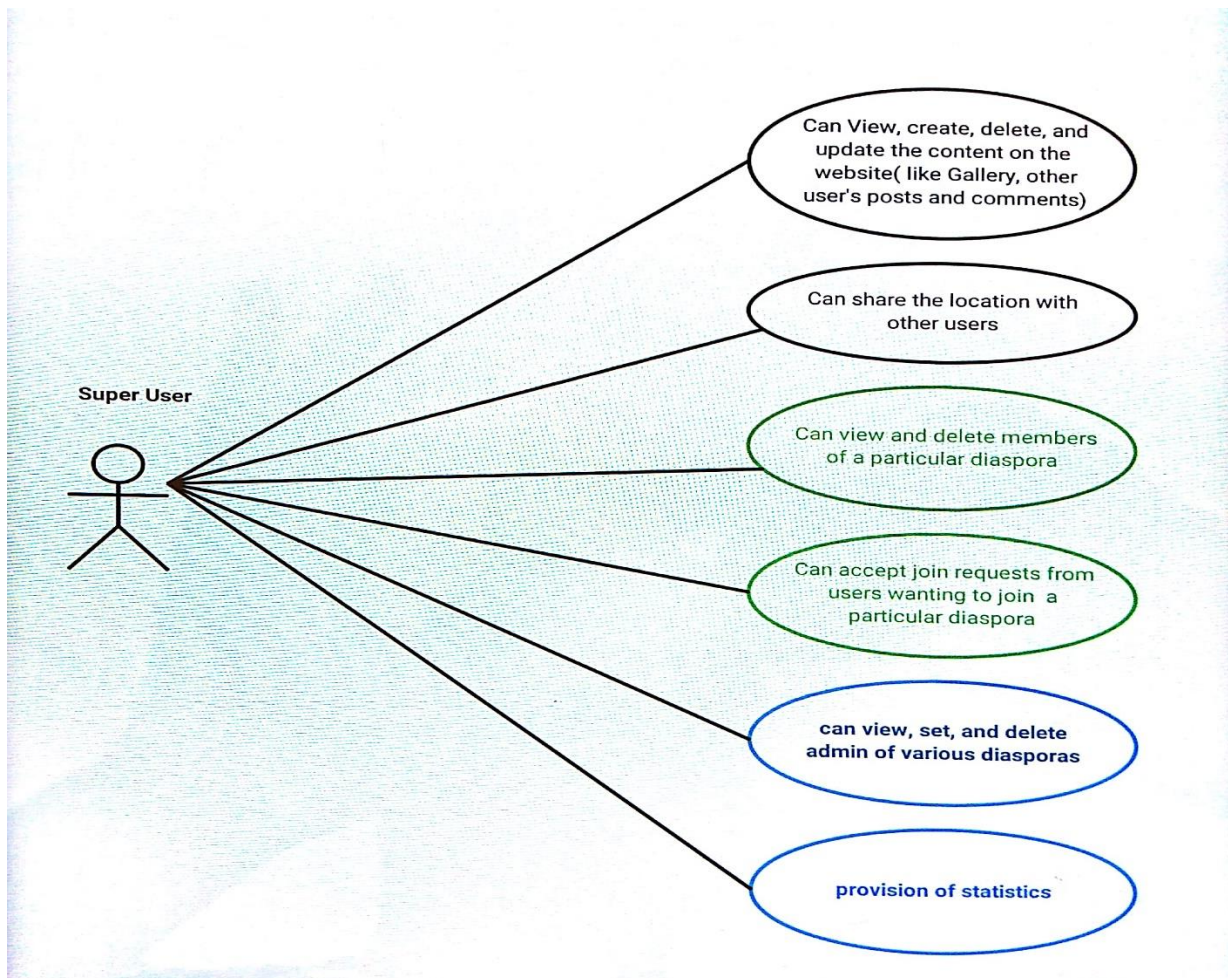 Can View, create, delete, and
update the content on the
website( like Gallery, other
user's posts and comments)
Can share the location with
other users
Super User
Can view and delete members
of a particular diaspora
Can accept join requests from
users wanting to join a
particular diaspora
can view, set, and delete
admin of various diasporas
provision of statistics